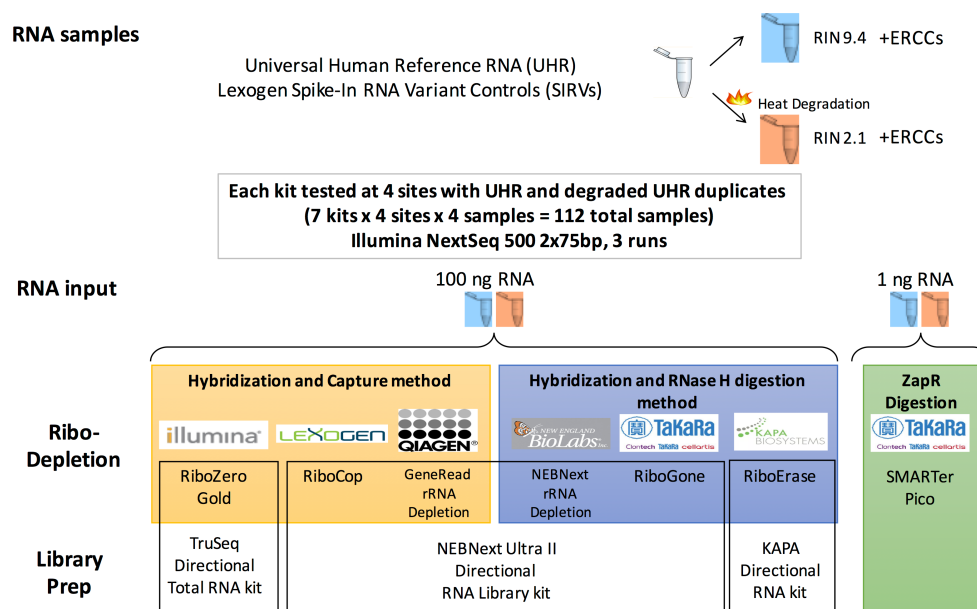 RNA samples
Universal Human Reference RNA (UHR)
Lexogen Spike-In RNA Variant Controls (SIRVs)
RIN 9.4 +ERCCs
Heat Degradation
RIN 2.1 +ERCCs
Each kit tested at 4 sites with UHR and degraded UHR duplicates
(7 kits x 4 sites x 4 samples = 112 total samples)
Illumina NextSeq 500 2x75bp, 3 runs
RNA input
100 ng RNA
1 ng RNA
Ribo-
Depletion
Hybridization and Capture method
illumina®
LEXOGEN
QIAGEN®
RiboZero
Gold
RiboCop
GeneRead
rRNA
Depletion
Hybridization and RNase H digestion
method
NEW ENGLAND
BioLabs Inc.
TaKaRa
Clontech TaKaRa cellartis
KAPA
BIOSYSTEMS
NEBNext
rRNA
Depletion
RiboGone
RiboErase
ZapR
Digestion
TaKaRa
Clontech TaKaRa cellartis
SMARTer
Pico
Library
Prep
TruSeq
Directional
Total RNA kit
NEBNext Ultra II
Directional
RNA Library kit
KAPA
Directional
RNA kit